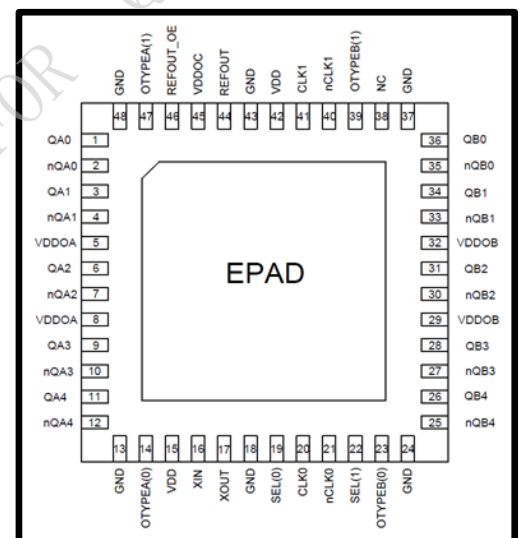 FOR
GND OTYPEA(1) REFOUT_OE VDDOC REFOUT GND VDD CLK1 nCLK1 OTYPEB(1) NC GND
48 47 46 45 44 43 42 41 40 39 38 37
QA0 1 36 QB0
nQA0 2 35 nQB0
QA1 3 34 QB1
nQA1 4 33 nQB1
VDDOA 5 32 VDDOB
QA2 6 31 QB2
EPAD
nQA2 7 30 nQB2
VDDOA 8 29 VDDOB
QA3 9 28 QB3
nQA3 10 27 nQB3
QA4 11 26 QB4
nQA4 12 25 nQB4
13 14 15 16 17 18 19 20 21 22 23 24
GND OTYPEA(0) VDD XIN XOUT GND SEL(0) CLK0 nCLK0 SEL(1) OTYPEB(0) GND